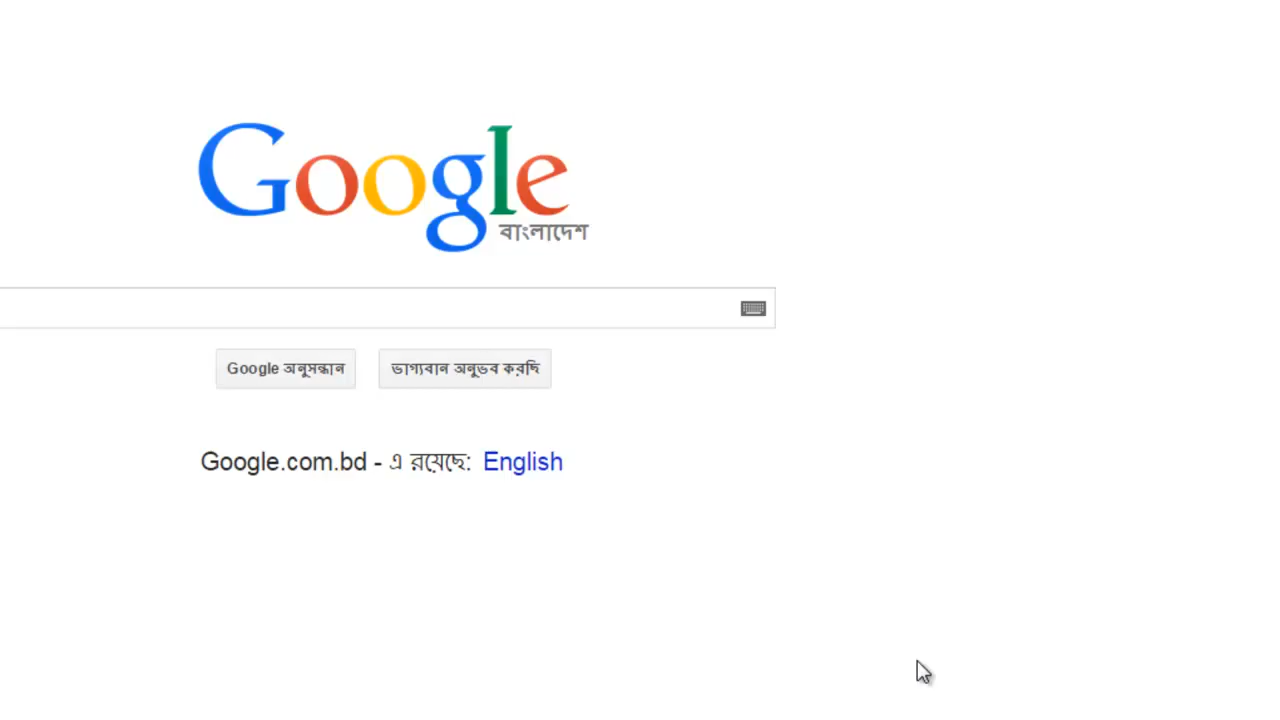 Google
বাংলাদেশ
Google অনুসন্ধান
ভাগ্যবান অনুভব করছি
Google.com.bd - এ রয়েছে: English